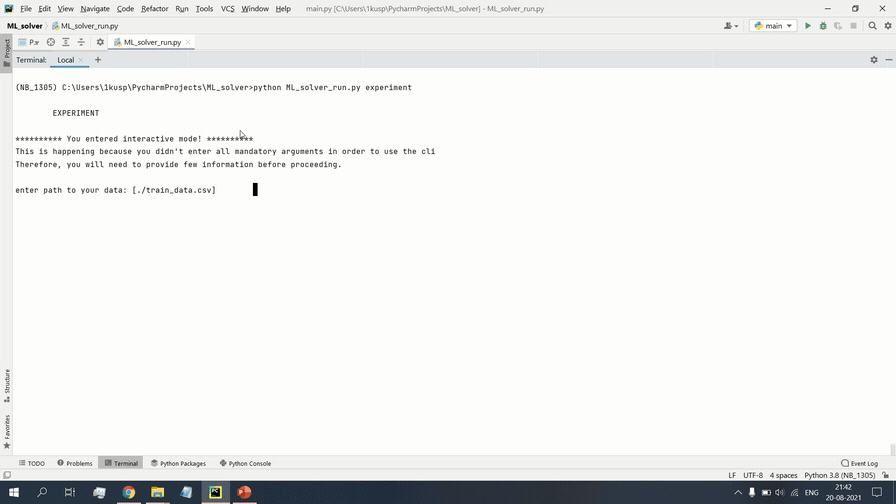 File Edit View Navigate Code Refactor Run Tools VCS Window Help main.py [C:\Users\1kusp\PycharmProjects\ML_solver] - ML_solver_run.py
ML_solver ML_solver_run.py main
Project
ML_solver_run.py
Terminal: Local
(NB_1305) C:\Users\1kusp\PycharmProjects\ML_solver>python ML_solver_run.py experiment
EXPERIMENT
********** You entered interactive mode! **********
This is happening because you didn't enter all mandatory arguments in order to use the cli
Therefore, you will need to provide few information before proceeding.
enter path to your data: [./train_data.csv]
Structure
Favorites
TODO Problems Terminal Python Packages Python Console Event Log
LF UTF-8 4 spaces Python 3.8 (NB_1305)
ENG 21:42
20-08-2021